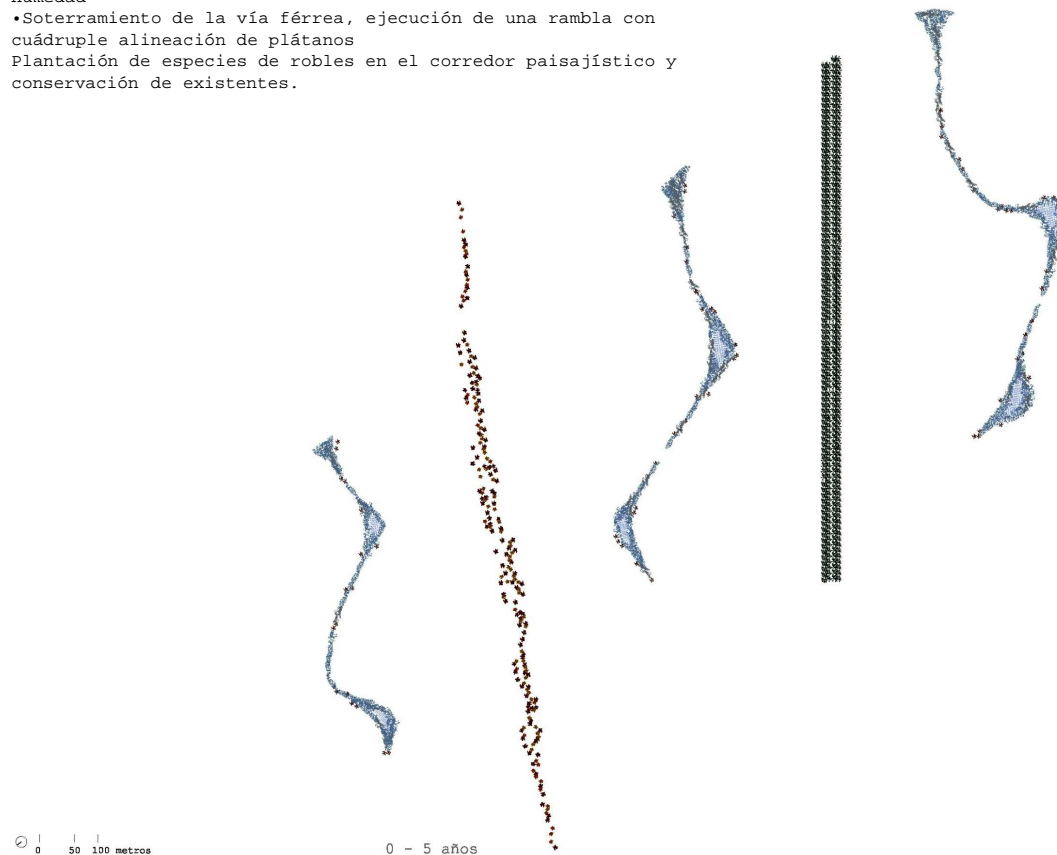 humedad
•Soterramiento de la vía férrea, ejecución de una rambla con
cuádruple alineación de plátanos
Plantación de especies de robles en el corredor paisajístico y
conservación de existentes.
0 50 100 metros
0 - 5 años